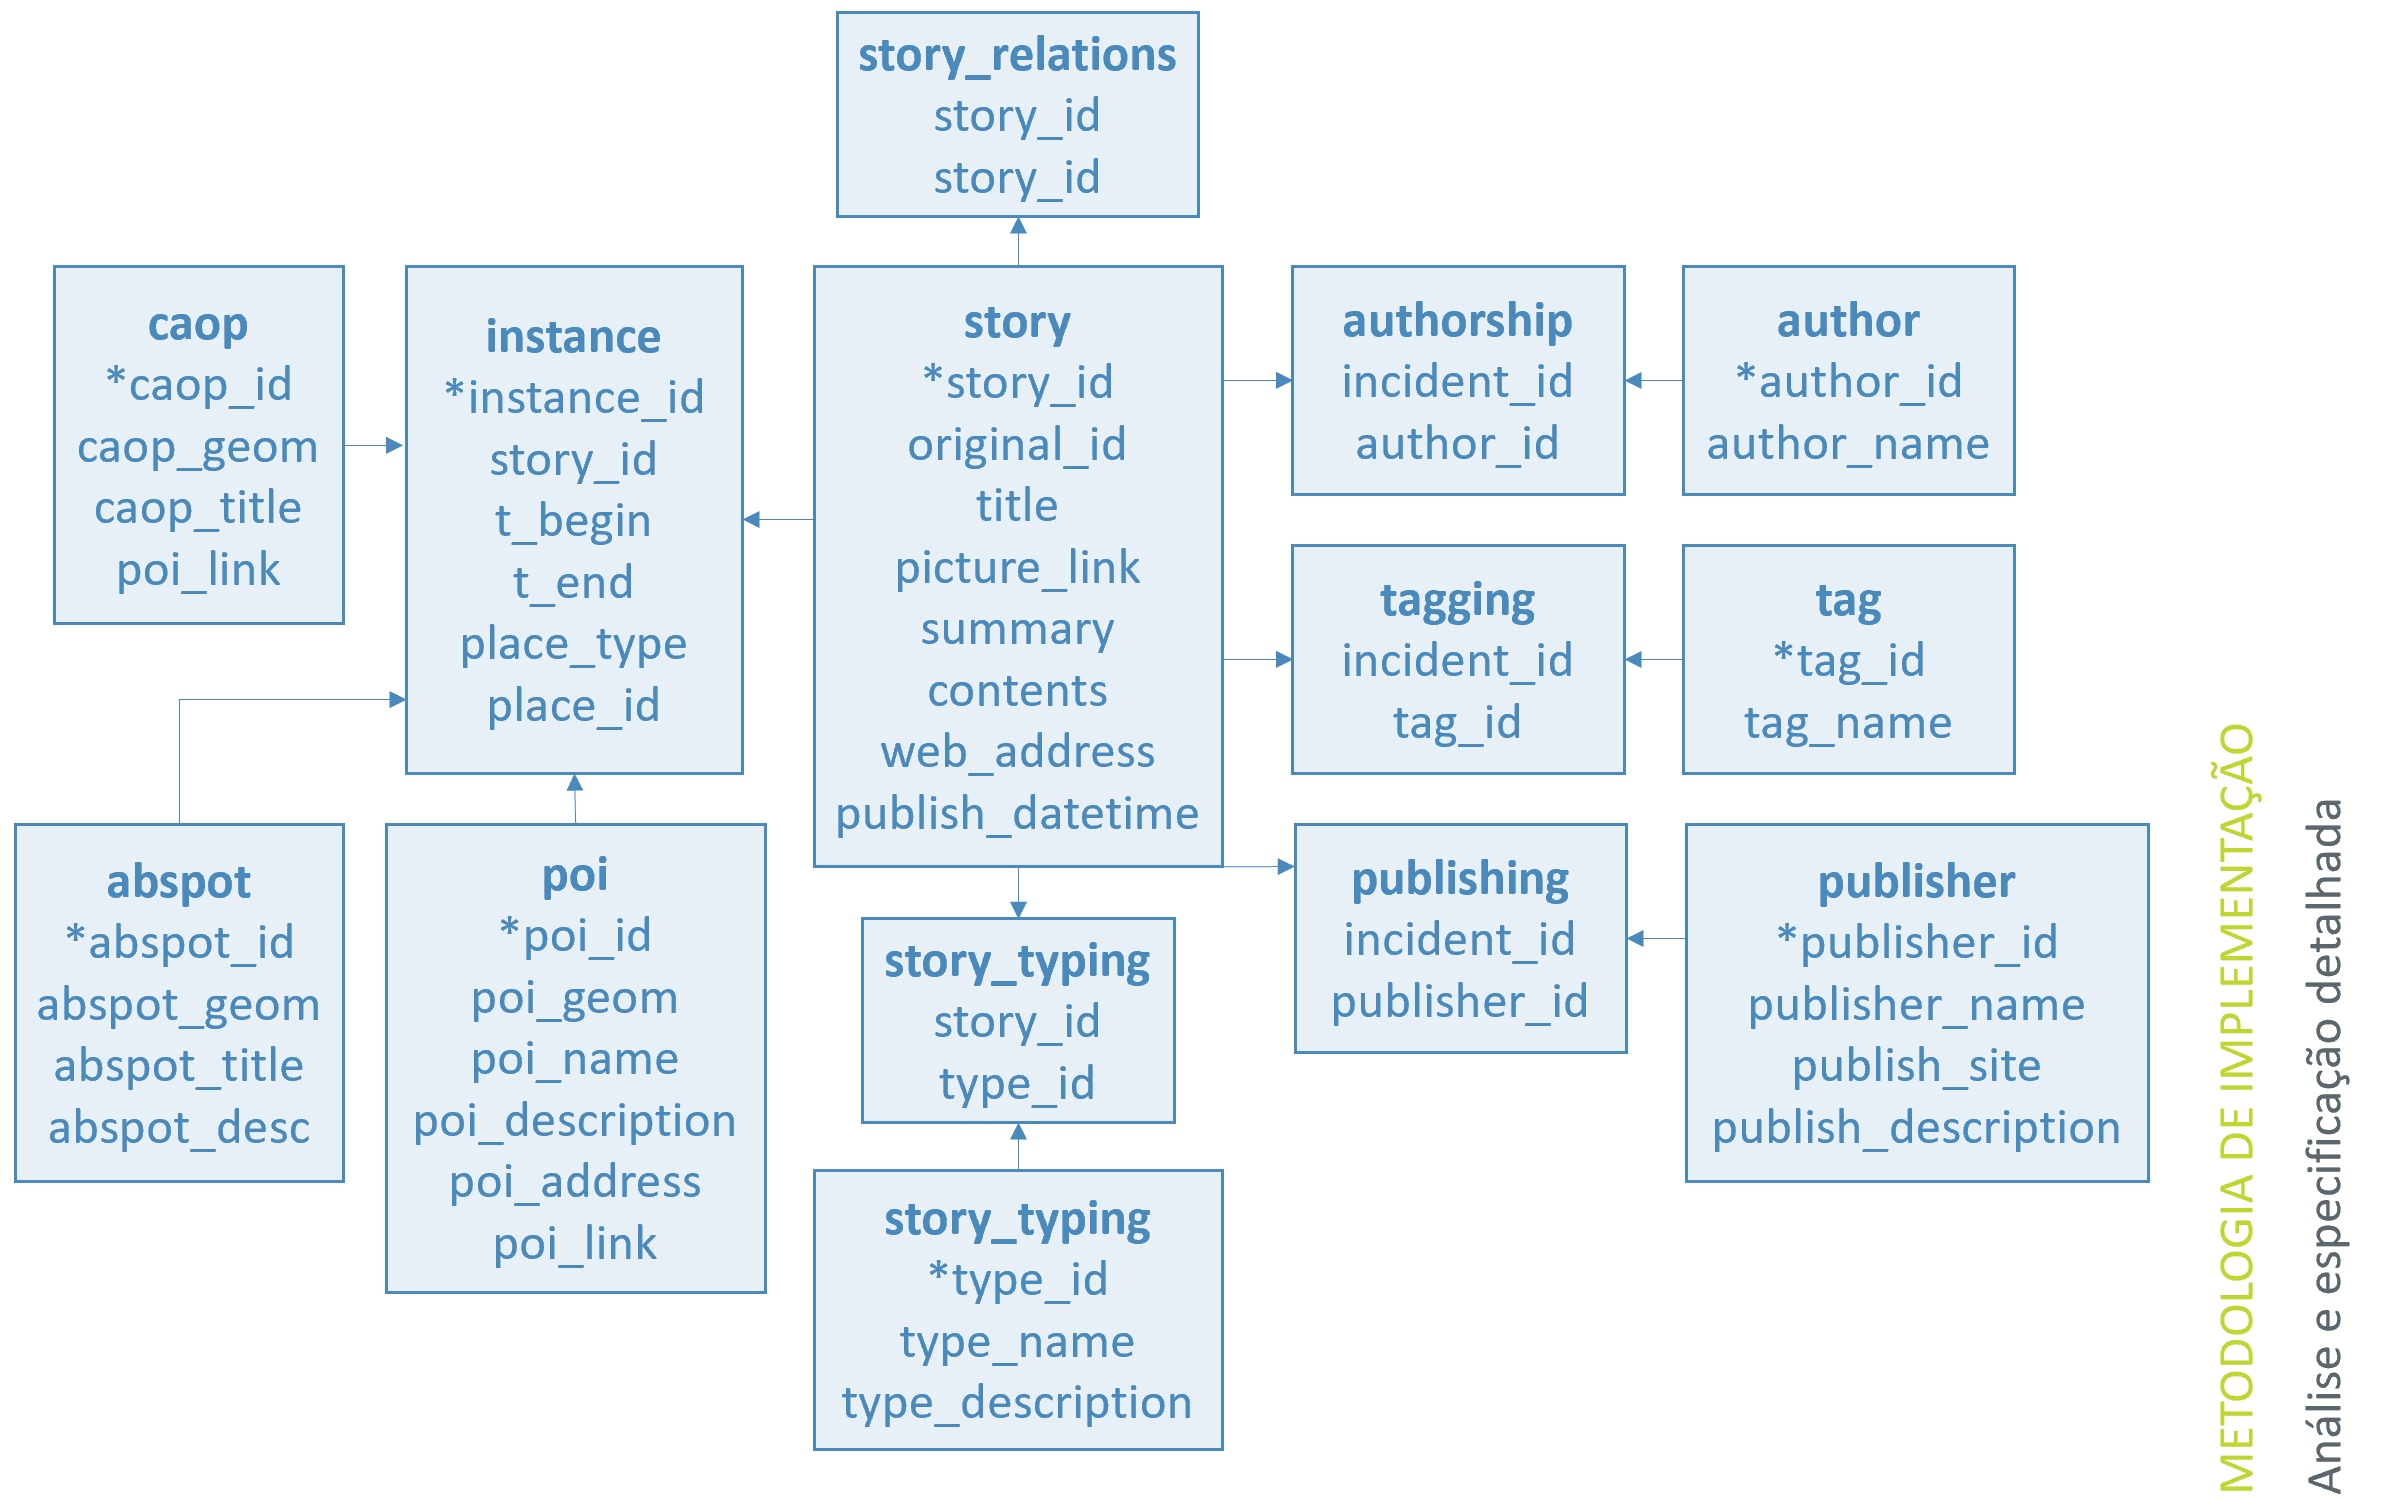 story_relations
story_id
story_id
caop
*caop_id
caop_geom
caop_title
poi_link
instance
*instance_id
story_id
t_begin
t_end
place_type
place_id
story
*story_id
original_id
title
picture_link
summary
contents
web_address
publish_datetime
authorship
incident_id
author_id
author
*author_id
author_name
tagging
incident_id
tag_id
tag
*tag_id
tag_name
abspot
*abspot_id
abspot_geom
abspot_title
abspot_desc
poi
*poi_id
poi_geom
poi_name
poi_description
poi_address
poi_link
story_typing
story_id
type_id
publishing
incident_id
publisher_id
publisher
*publisher_id
publisher_name
publish_site
publish_description
story_typing
*type_id
type_name
type_description
METODOLOGIA DE IMPLEMENTAÇÃO
Análise e especificação detalhada